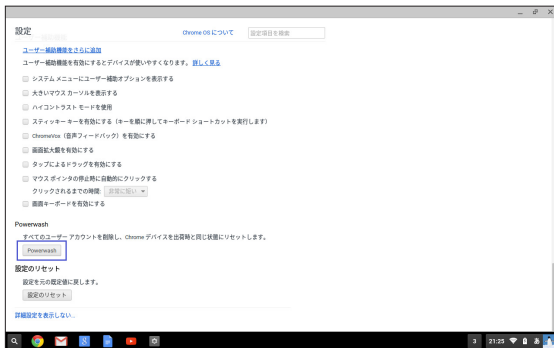 設定
Chrome OS について
設定項目を検索
ユーザー補助機能をさらに追加
ユーザー補助機能を有効にするとデバイスが使いやすくなります。 詳しく見る
システム メニューにユーザー補助オプションを表示する
大きいマウス カーソルを表示する
ハイコントラスト モードを使用
スティッキー キーを有効にする（キーを順に押してキーボード ショートカットを実行します）
ChromeVox（音声フィードバック）を有効にする
画面拡大鏡を有効にする
タップによるドラッグを有効にする
マウス ポインタの停止時に自動的にクリックする
クリックされるまでの時間: 非常に短い
画面キーボードを有効にする
Powerwash
すべてのユーザー アカウントを削除し、Chrome デバイスを出荷時と同じ状態にリセットします。
Powerwash
設定のリセット
設定を元の既定値に戻します。
設定のリセット
詳細設定を表示しない...
3 21:25 あ